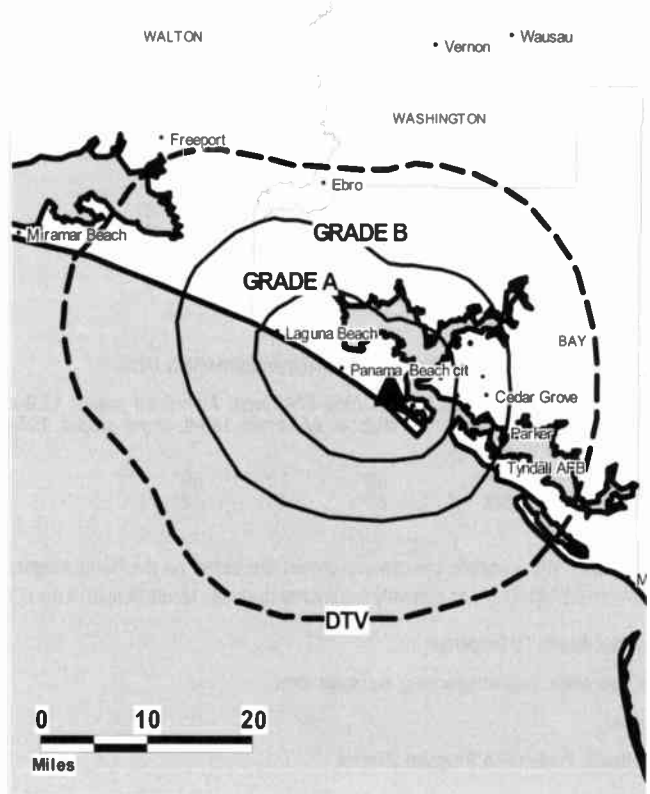 WALTON
Vernon
Wausau
WASHINGTON
Freeport
Ebro
Miramar Beach
GRADE B
GRADE A
Laguna Beach
BAY
Panama Beach cit
Cedar Grove
Parker
Tyndall AFB
M
DTV
0 10 20
Miles